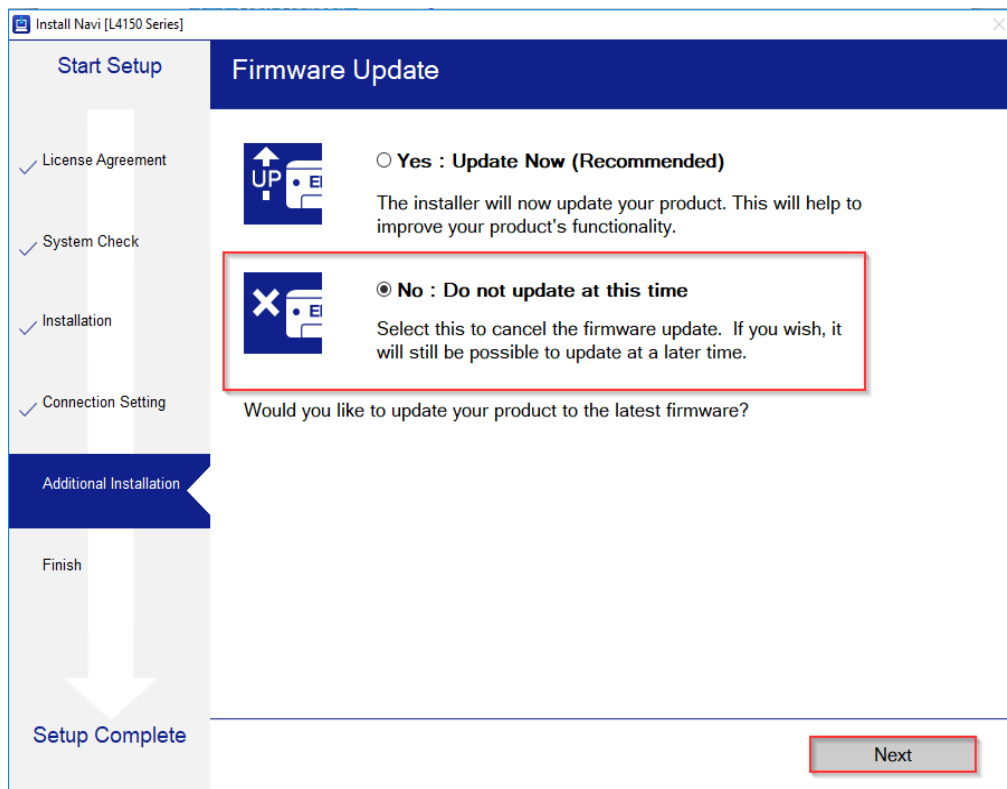 Install Navi [L4150 Series]
Start Setup
License Agreement
System Check
Installation
Connection Setting
Additional Installation
Finish
Setup Complete
Firmware Update
UP
Yes : Update Now (Recommended)
The installer will now update your product. This will help to
improve your product's functionality.
No : Do not update at this time
Select this to cancel the firmware update.  If you wish, it
will still be possible to update at a later time.
Would you like to update your product to the latest firmware?
Next